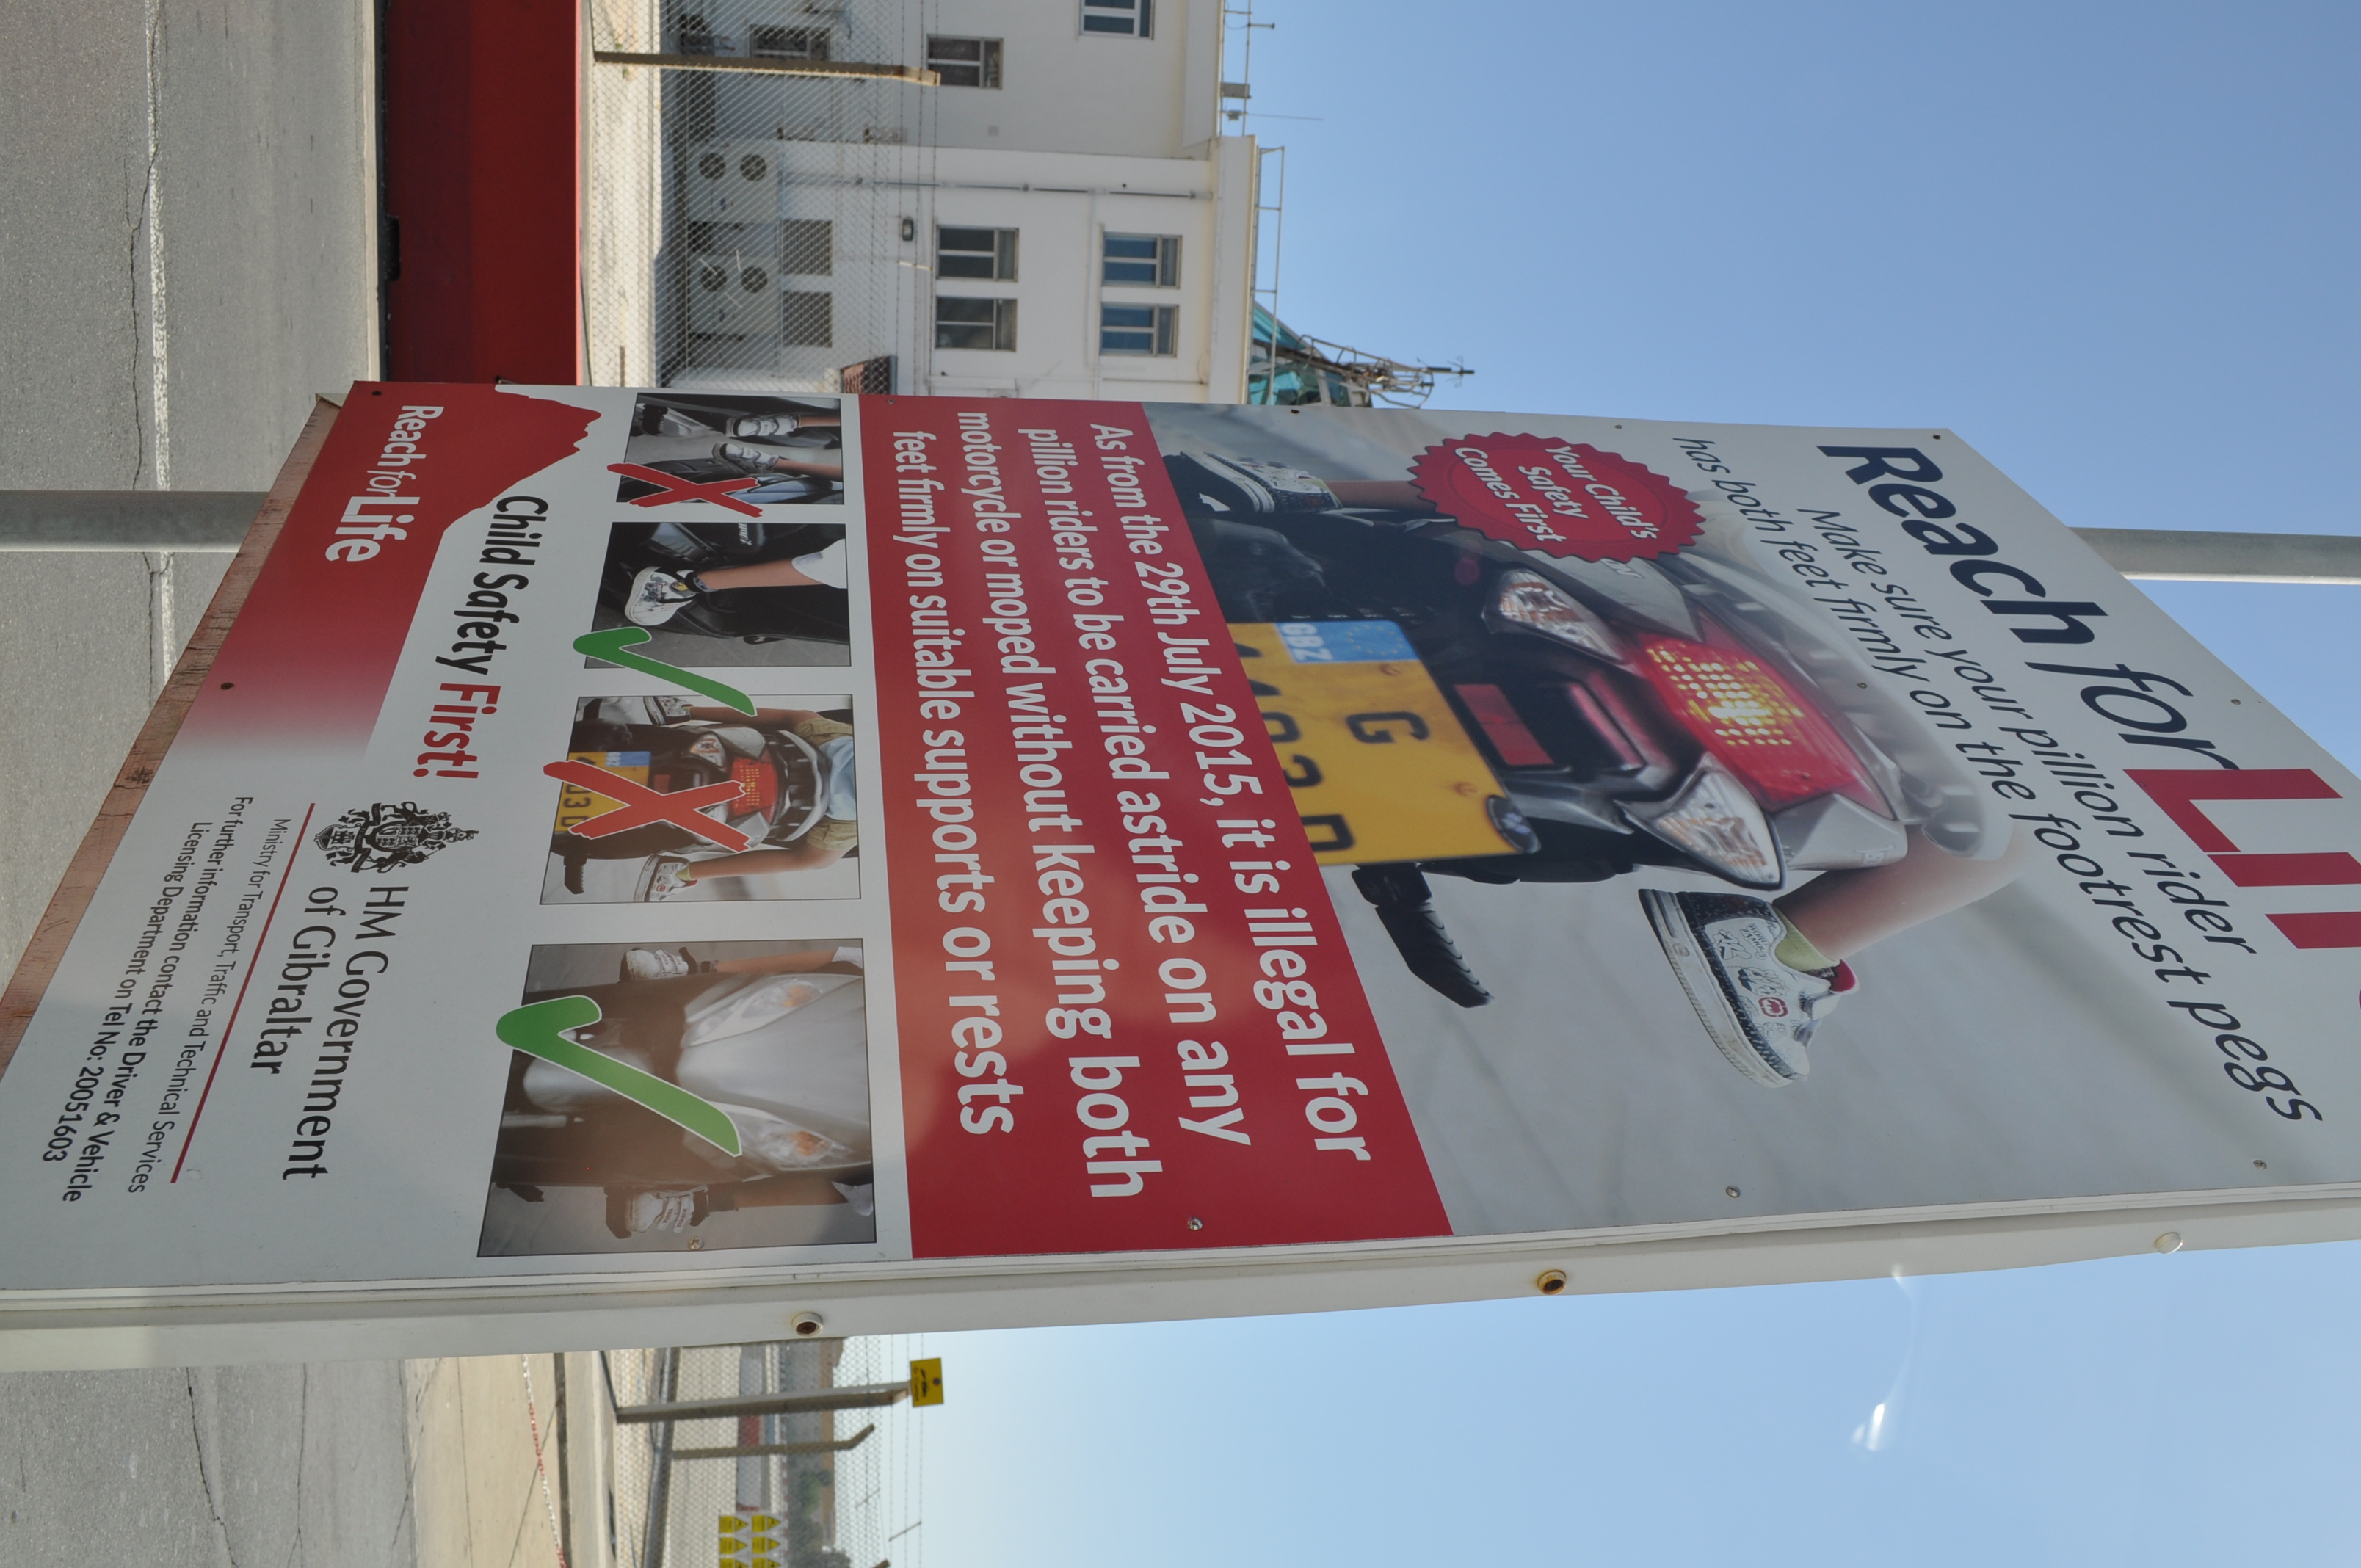 Reach for
Make sure your pillion rider
has both feet firmly on the footrest pegs
Your Child's
Safety
Comes First
GBZ
G
As from the 29th July 2015, it is illegal for
pillion riders to be carried astride on any
motorcycle or moped without keeping both
feet firmly on suitable supports or rests
Child Safety First!
Reach for Life
HM Government
of Gibraltar
Ministry for Transport, Traffic and Technical Services
For further information contact the Driver & Vehicle
Licensing Department on Tel No: 20051603